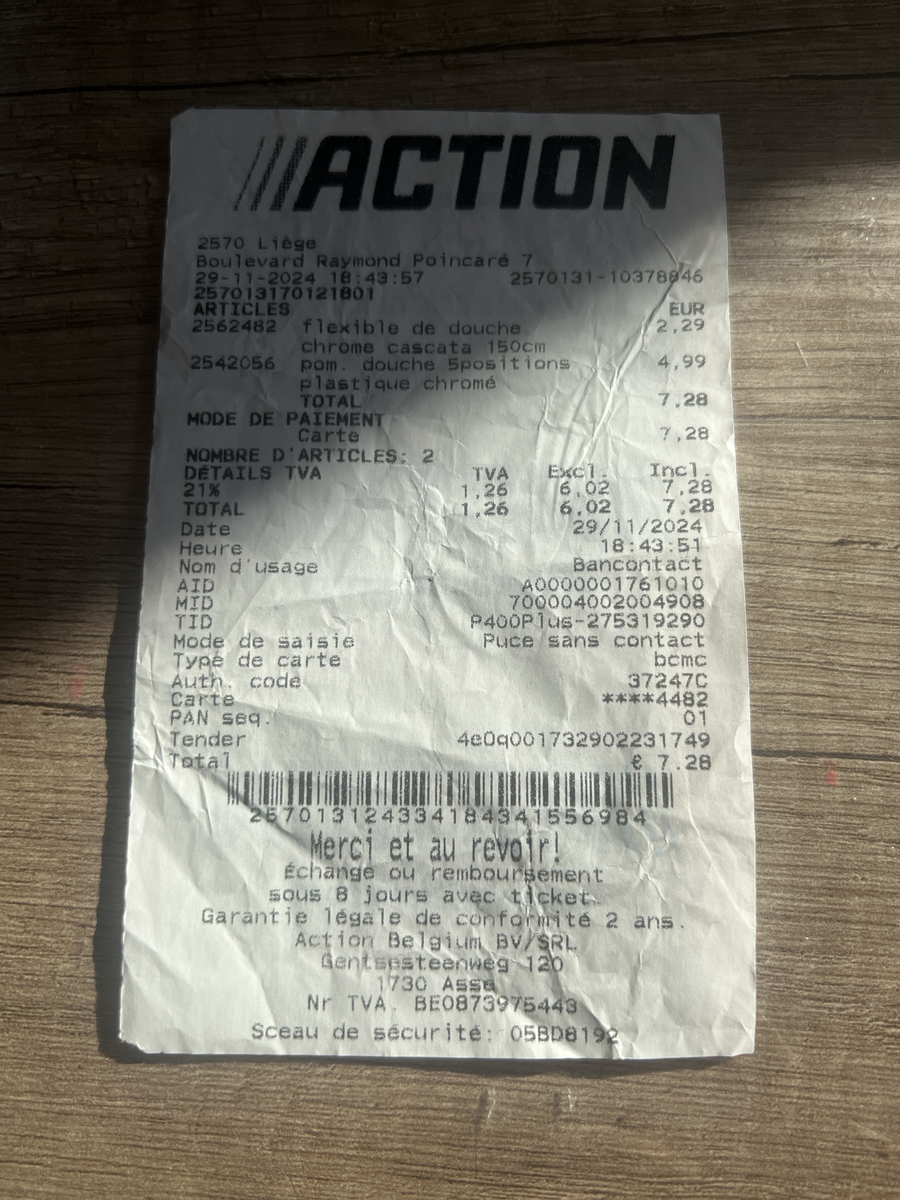 ACTION
2570 Liège
Boulevard Raymond Poincaré 7
29-11-2024 18:43:57 2570131-10378846
257013170121801
ARTICLES EUR
2562482 flexible de douche 2,29
chrome cascata 150cm
2542056 pom. douche 5positions 4,99
plastique chromé
TOTAL 7,28
MODE DE PAIEMENT
Carte 7,28
NOMBRE D'ARTICLES: 2
DÉTAILS TVA TVA Excl. Incl.
21% 1,26 6,02 7,28
TOTAL 1,26 6,02 7,28
Date 29/11/2024
Heure 18:43:51
Nom d'usage Bancontact
AID A0000001761010
MID 700004002004908
TID P400Plus-275319290
Mode de saisie Puce sans contact
Type de carte bcmc
Auth. code 37247C
Carte ****4482
PAN seq. 01
Tender 4e0q001732902231749
Total € 7.28
257013124334184341556984
Merci et au revoir!
Échange ou remboursement
sous 8 jours avec ticket.
Garantie légale de conformité 2 ans.
Action Belgium BV/SRL
Gentsesteenweg 120
1730 Asse
Nr TVA. BE0873975443
Sceau de sécurité: 05BD8192